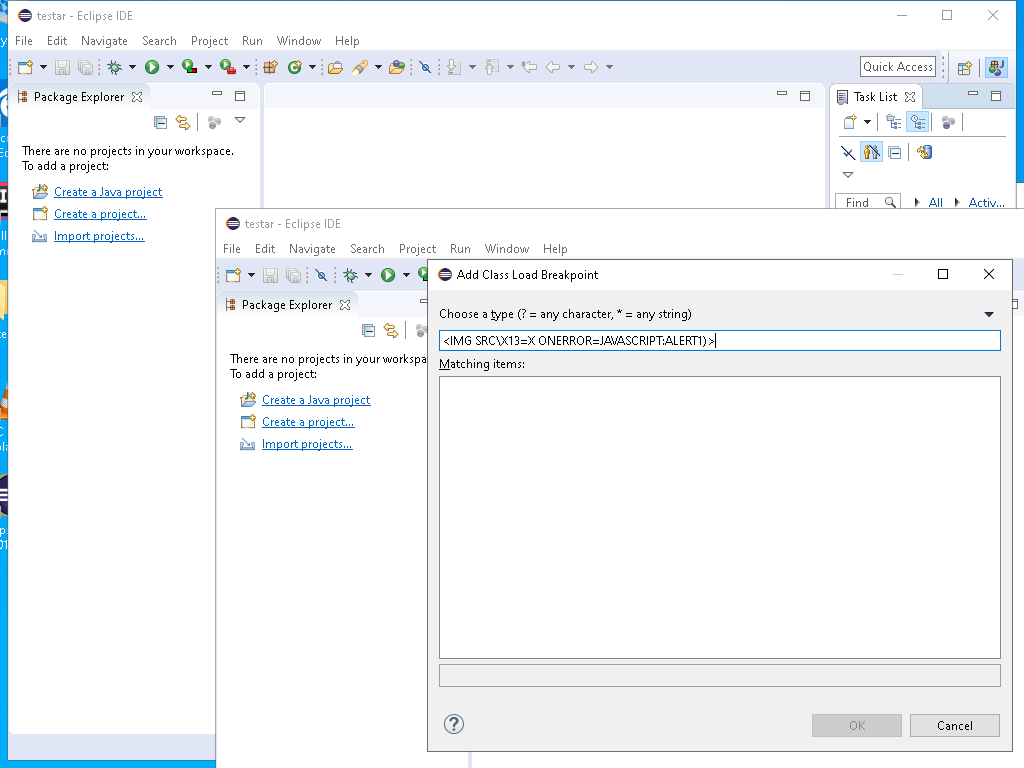 testar - Eclipse IDE
File Edit Navigate Search Project Run Window Help
Quick Access
Package Explorer
Task List
There are no projects in your workspace.
To add a project:
Create a Java project
Create a project...
Import projects...
Find All Activ...
testar - Eclipse IDE
File Edit Navigate Search Project Run Window Help
Package Explorer
There are no projects in your workspa
To add a project:
Create a Java project
Create a project...
Import projects...
Add Class Load Breakpoint
Choose a type (? = any character, * = any string)
<IMG SRC\X13=X ONERROR=JAVASCRIPT:ALERT1)>
Matching items:
OK Cancel